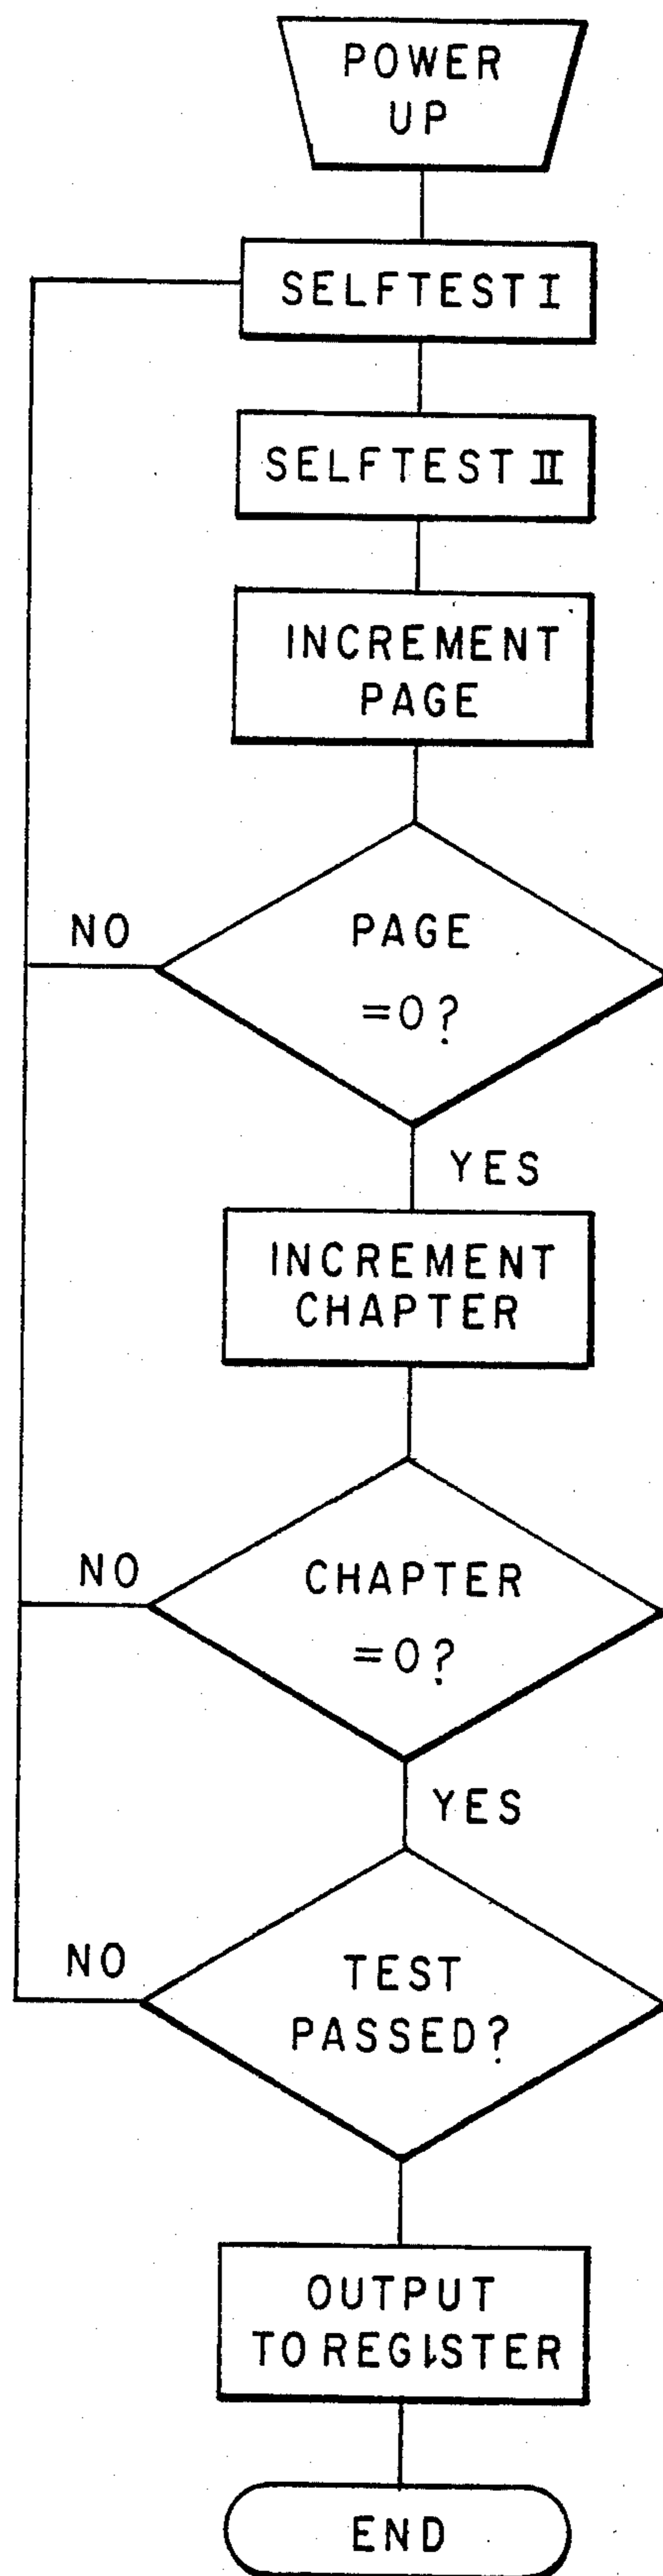 POWER
UP
SELFTEST I
SELFTEST II
INCREMENT
PAGE
NO
PAGE
=0?
YES
INCREMENT
CHAPTER
NO
CHAPTER
=0?
YES
NO
TEST
PASSED?
OUTPUT
TO REGISTER
END